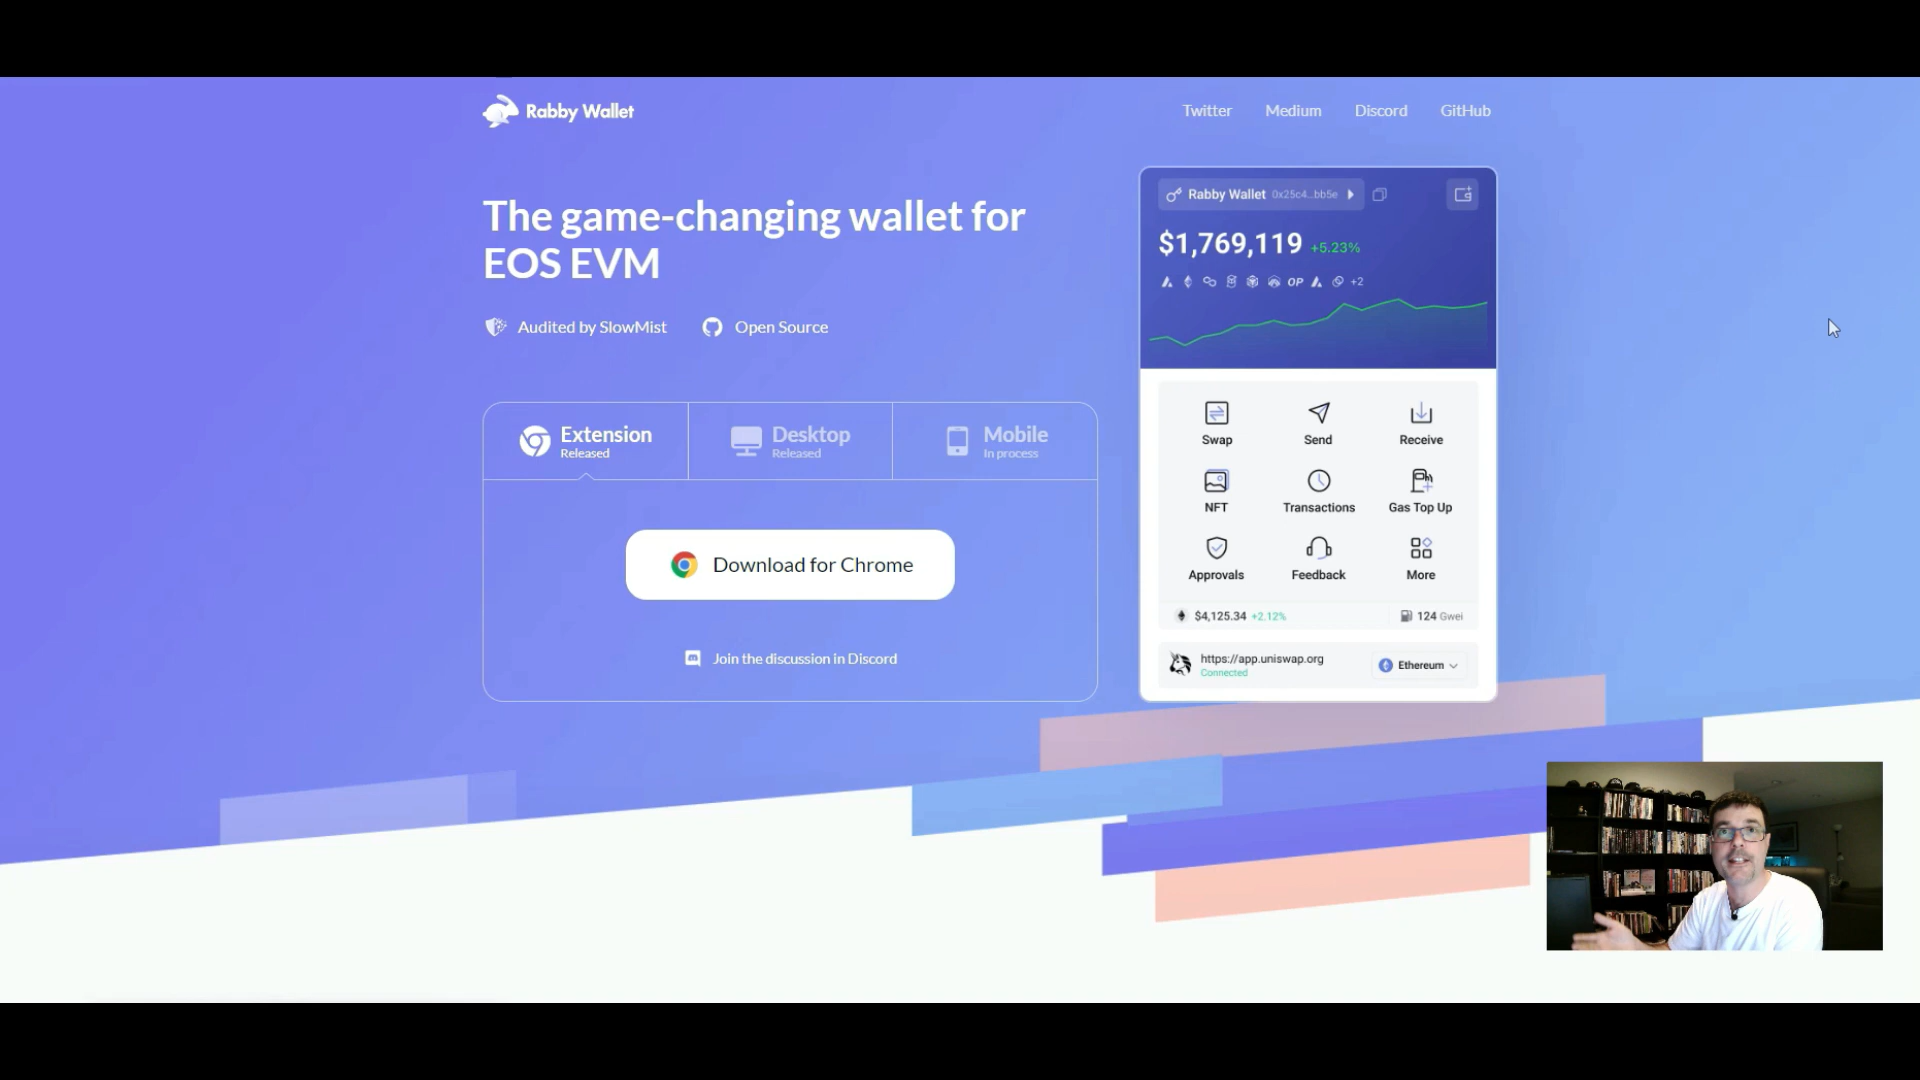 Rabby Wallet
Twitter
Medium
Discord
GitHub
The game-changing wallet for
EOS EVM
Audited by SlowMist
Open Source
Extension
Released
Desktop
Released
Mobile
In process
Download for Chrome
Join the discussion in Discord
Rabby Wallet 0x25c4...bb5e
$1,769,119 +5.23%
OP +2
Swap
Send
Receive
NFT
Transactions
Gas Top Up
Approvals
Feedback
More
$4,125.34 +2.12%
124 Gwei
https://app.uniswap.org
Connected
Ethereum